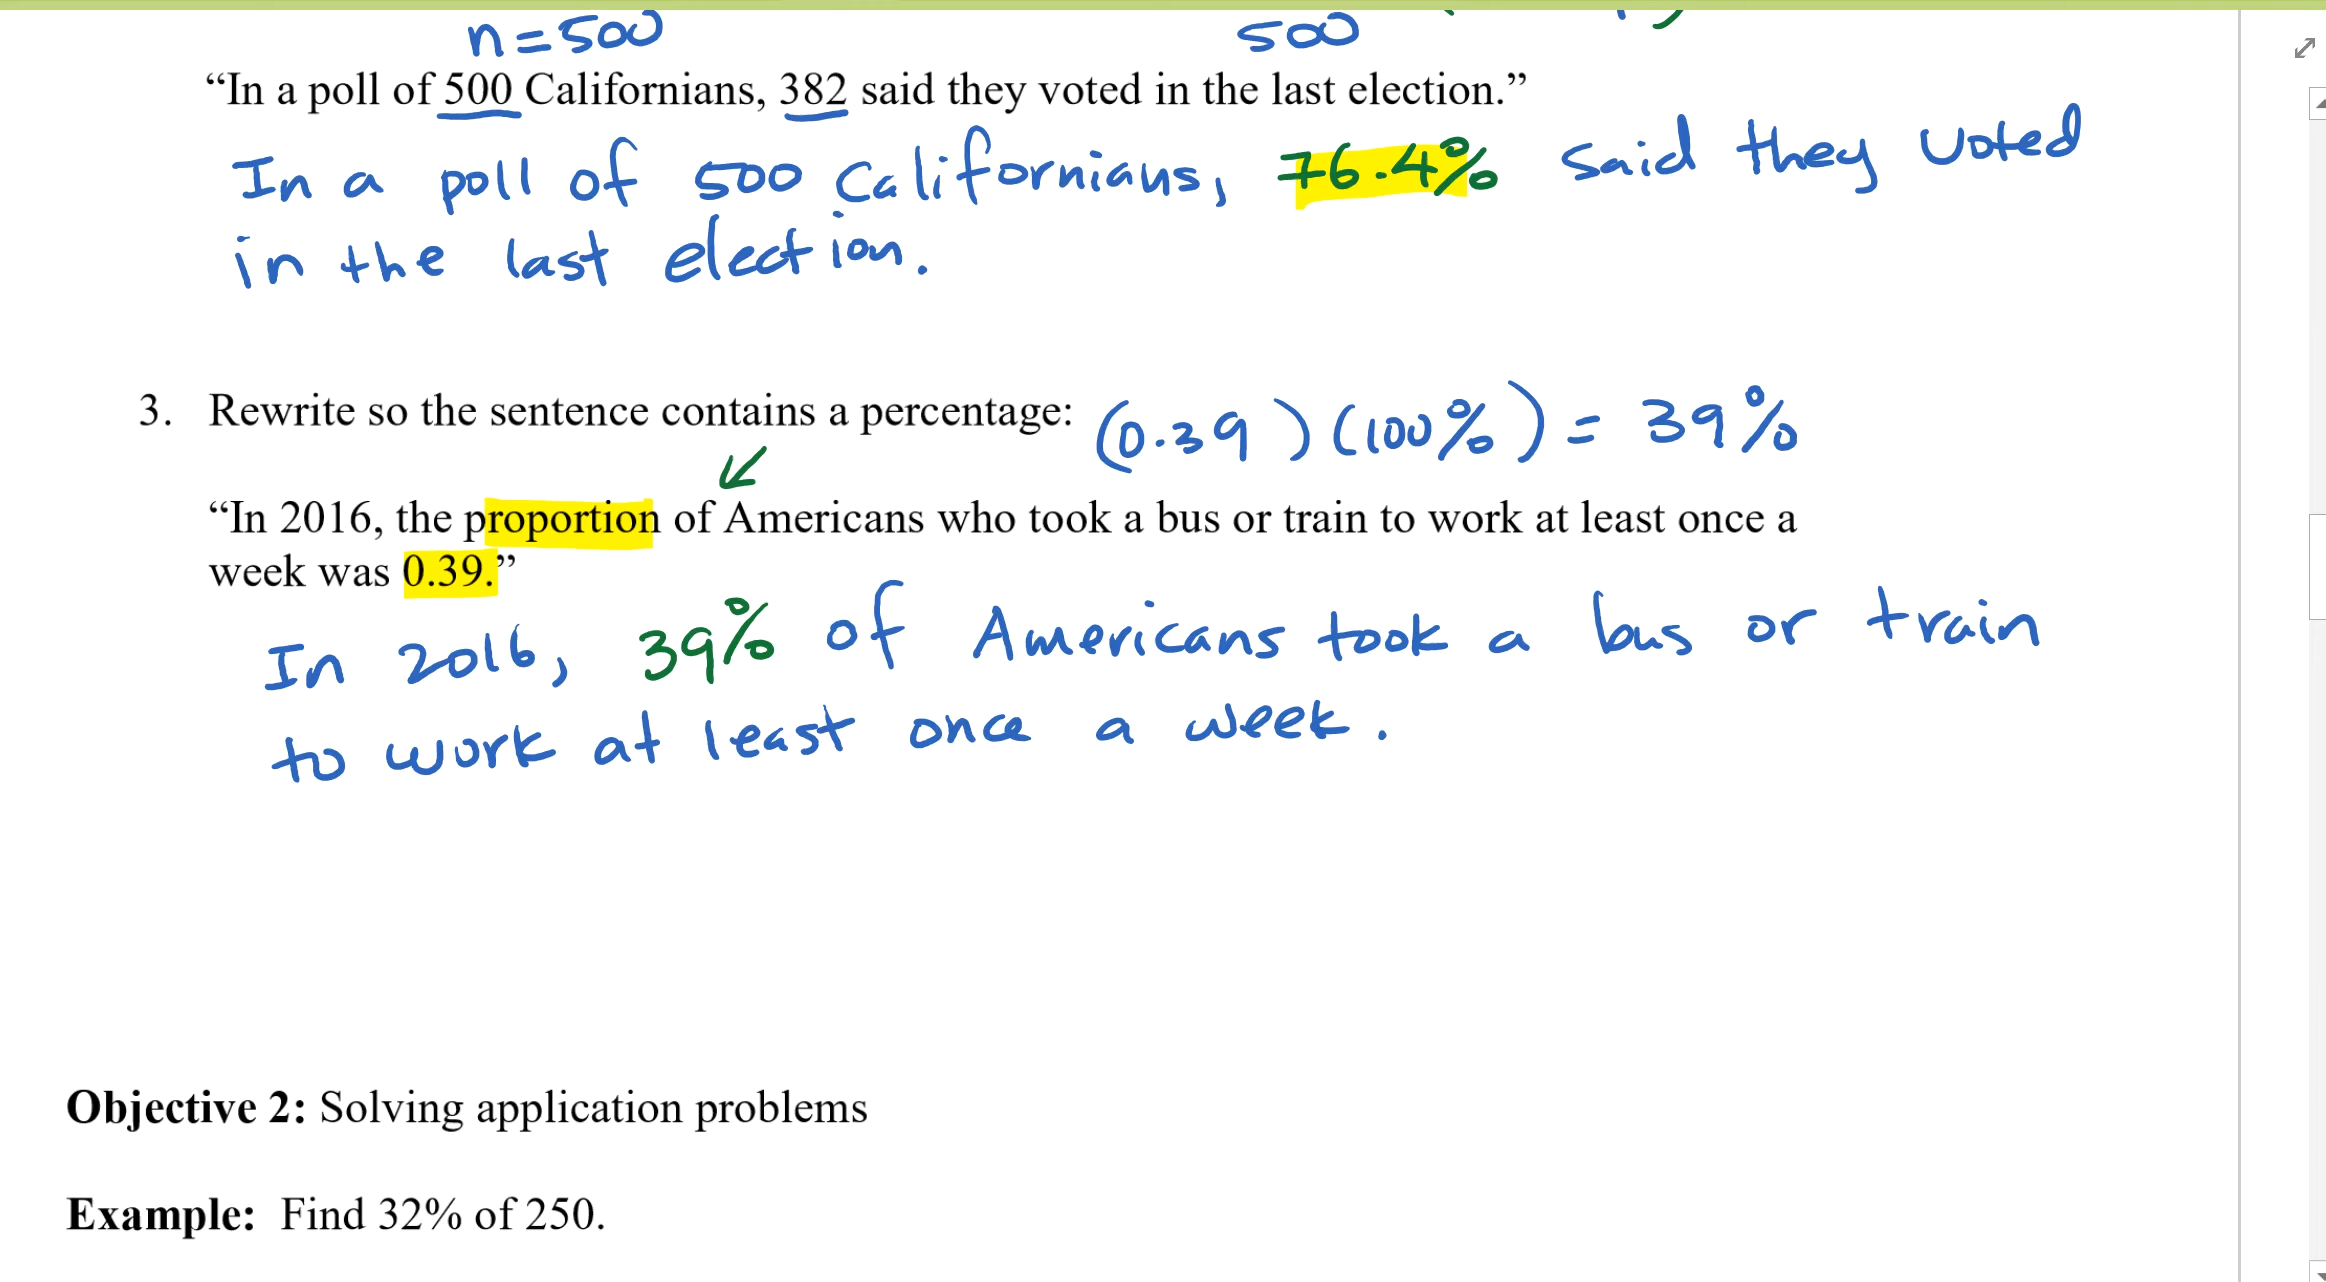 n=500 500
“In a poll of 500 Californians, 382 said they voted in the last election.”
In a poll of 500 Californians, 76.4% said they voted
in the last election.
3. Rewrite so the sentence contains a percentage: (0.39)(100%) = 39%
“In 2016, the proportion of Americans who took a bus or train to work at least once a
week was 0.39.”
In 2016, 39% of Americans took a bus or train
to work at least once a week.
Objective 2: Solving application problems
Example: Find 32% of 250.